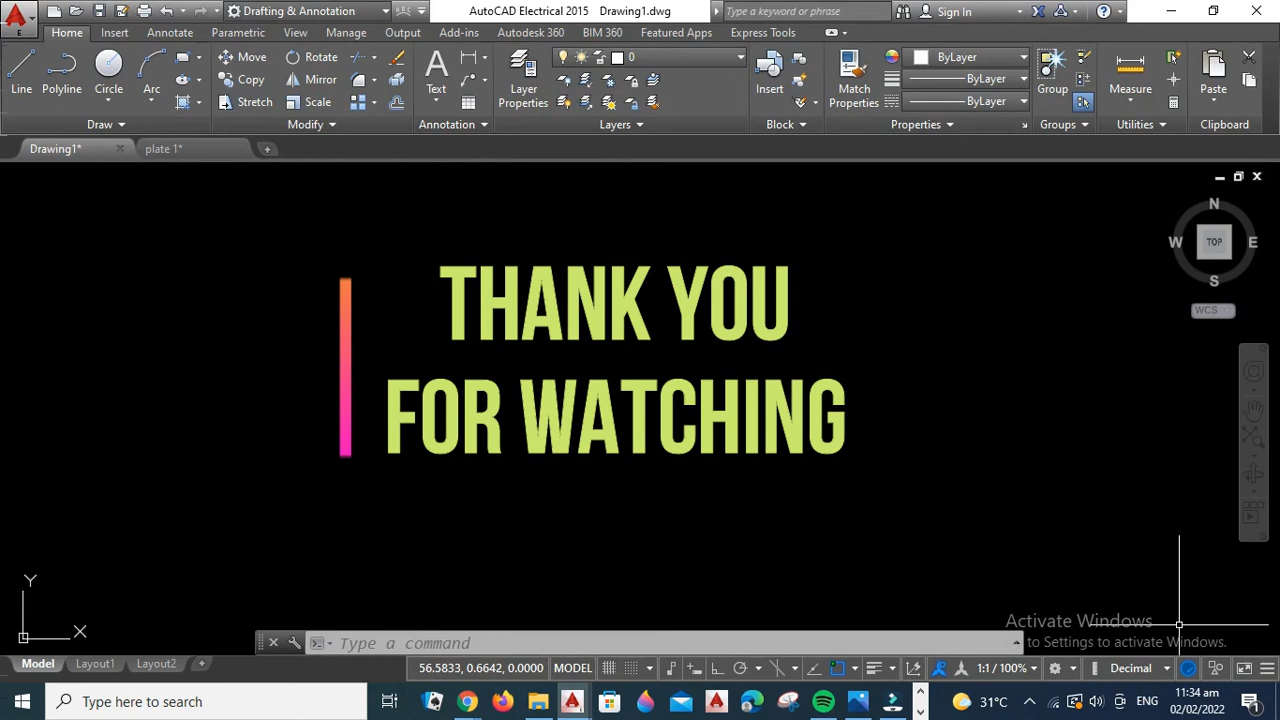 Drafting & Annotation
AutoCAD Electrical 2015 Drawing1.dwg
Type a keyword or phrase
Sign In
E
Home Insert Annotate Parametric View Manage Output Add-ins Autodesk 360 BIM 360 Featured Apps Express Tools
Line Polyline Circle Arc
Move Rotate
Copy Mirror
Stretch Scale
Text
Layer
Properties
0
Insert
Match
Properties
ByLayer
ByLayer
ByLayer
Group
Measure
Paste
Draw Modify Annotation Layers Block Properties Groups Utilities Clipboard
Drawing1* plate 1*
N
W TOP E
S
WCS
THANK YOU
FOR WATCHING
Y
X
Activate Windows
to Settings to activate Windows.
Type a command
Model Layout1 Layout2 56.5833, 0.6642, 0.0000 MODEL 1:1 / 100% Decimal
Type here to search
31°C
ENG
11:34 am
02/02/2022
1